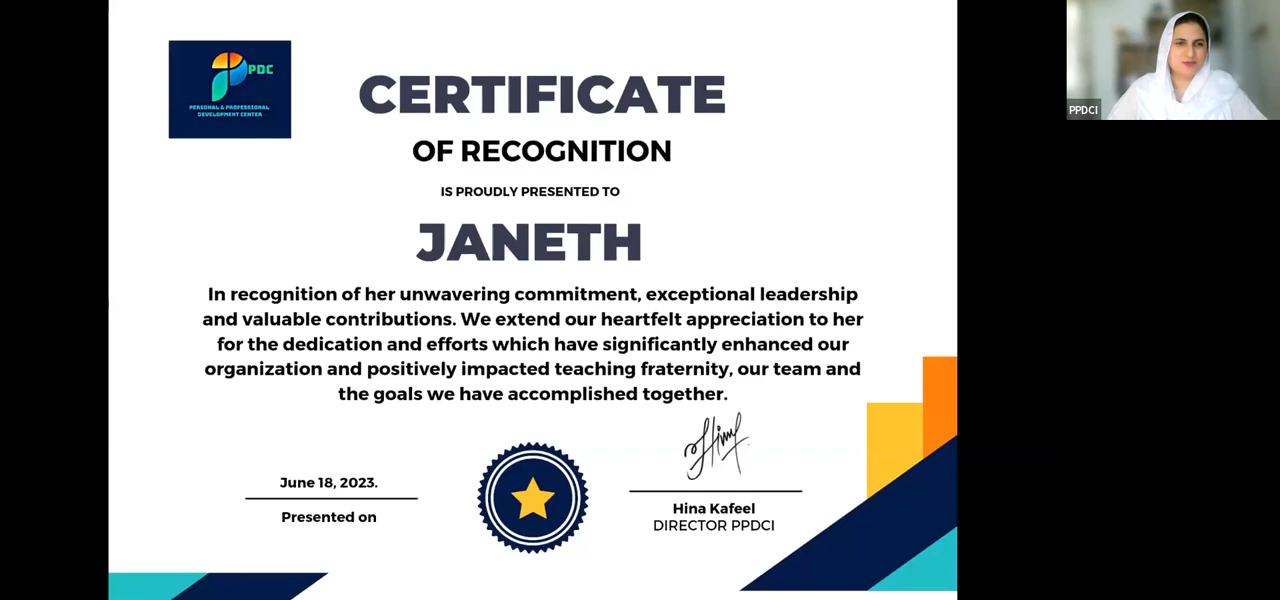 PDC
PERSONAL & PROFESSIONAL
DEVELOPMENT CENTER
CERTIFICATE
OF RECOGNITION
IS PROUDLY PRESENTED TO
JANETH
In recognition of her unwavering commitment, exceptional leadership
and valuable contributions. We extend our heartfelt appreciation to her
for the dedication and efforts which have significantly enhanced our
organization and positively impacted teaching fraternity, our team and
the goals we have accomplished together.
June 18, 2023.
Presented on
Hina Kafeel
DIRECTOR PPDCI
PPDCI